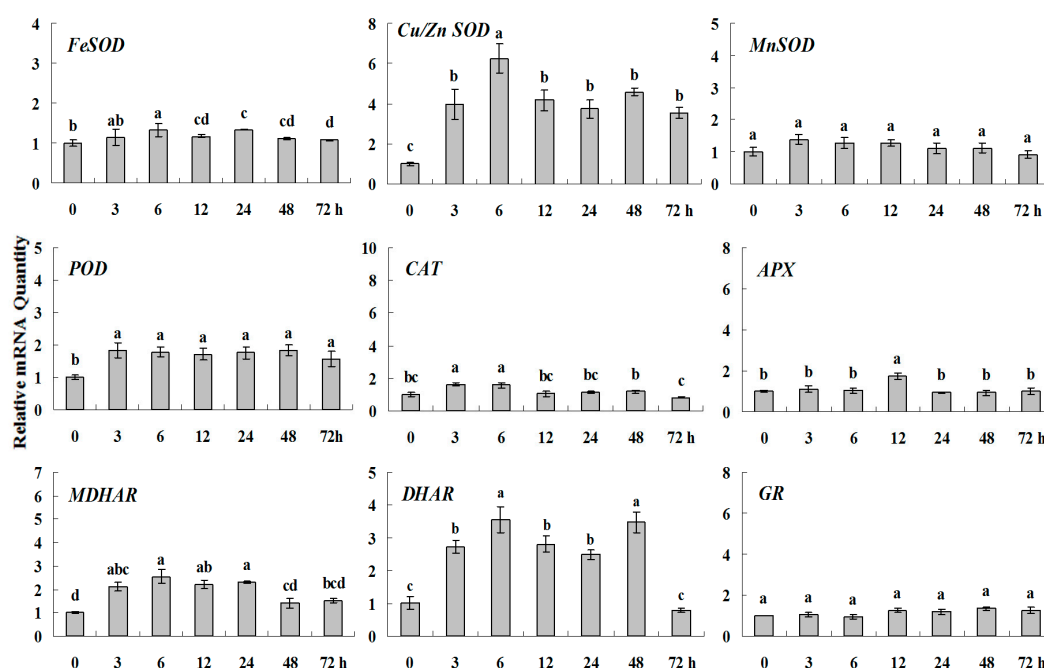 4
FeSOD
3
2
b ab a cd c cd d
1
0
0 3 6 12 24 48 72 h
8
Cu/Zn SOD
a
6
b b b b b
4
2
c
0
0 3 6 12 24 48 72 h
5
MnSOD
4
3
2
a a a a a a a
1
0
0 3 6 12 24 48 72 h
Relative mRNA Quantity
5
POD
4
3
2
b a a a a a a
1
0
0 3 6 12 24 48 72h
10
CAT
8
6
4
2
bc a a bc bc b c
0
0 3 6 12 24 48 72 h
8
APX
6
4
2
b b b a b b b
0
0 3 6 12 24 48 72 h
7
MDHAR
6
5
4
3
d abc a ab a cd bcd
2
1
0
0 3 6 12 24 48 72 h
5
DHAR
4
c b a b b a c
3
2
1
0
0 3 6 12 24 48 72 h
8
GR
6
4
2
a a a a a a a
0
0 3 6 12 24 48 72 h